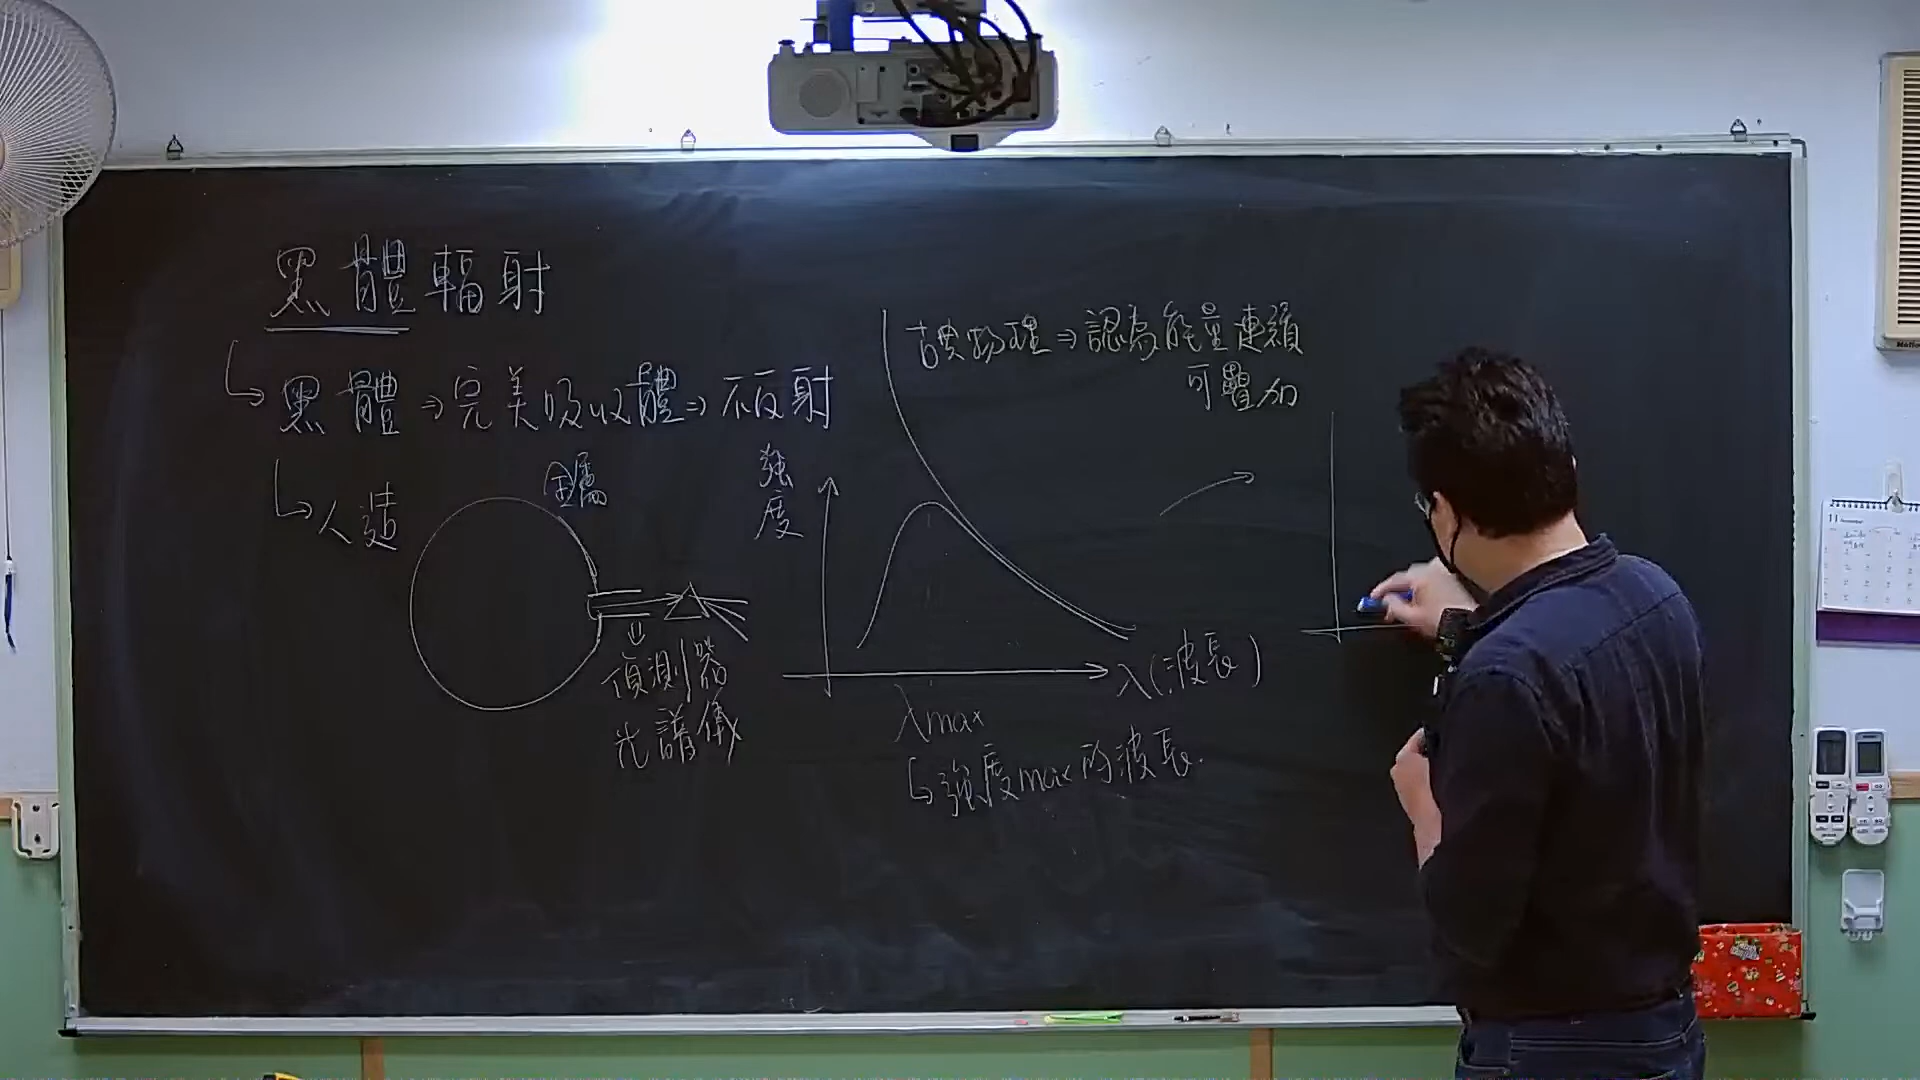 黑體輻射
黑體⇒完美吸收體⇒不反射
人造
金屬
偵測器
光譜儀
強度
古典物理⇒認為能量連續
可疊加
λ(波長)
λmax
強度max的波長.
11